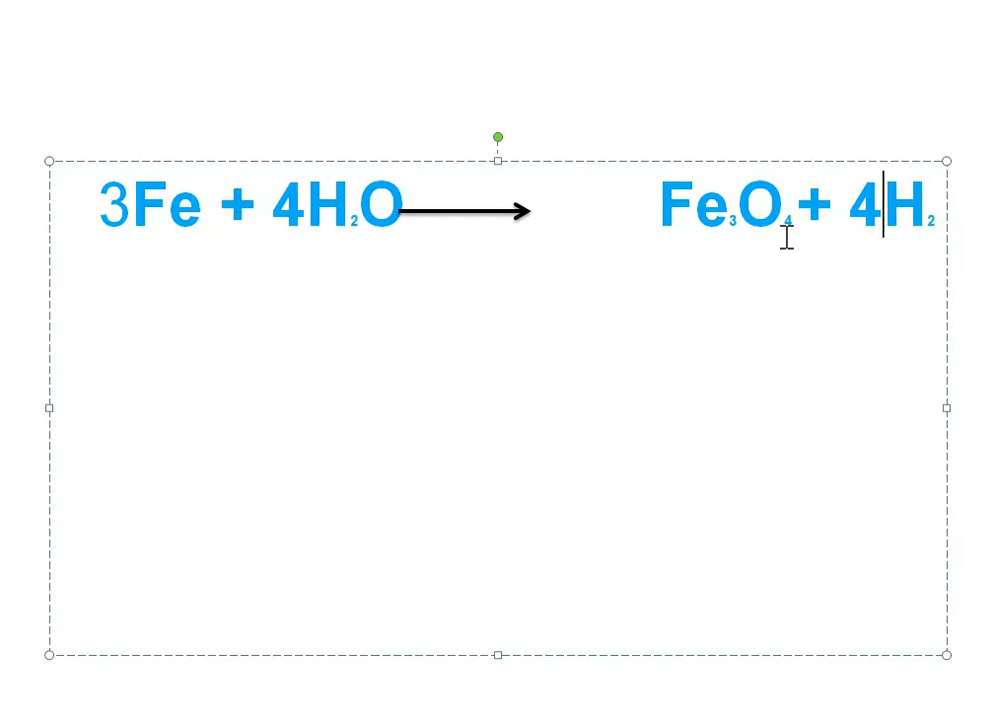 3Fe + 4H₂O ⟶ Fe₃O₄ + 4H₂